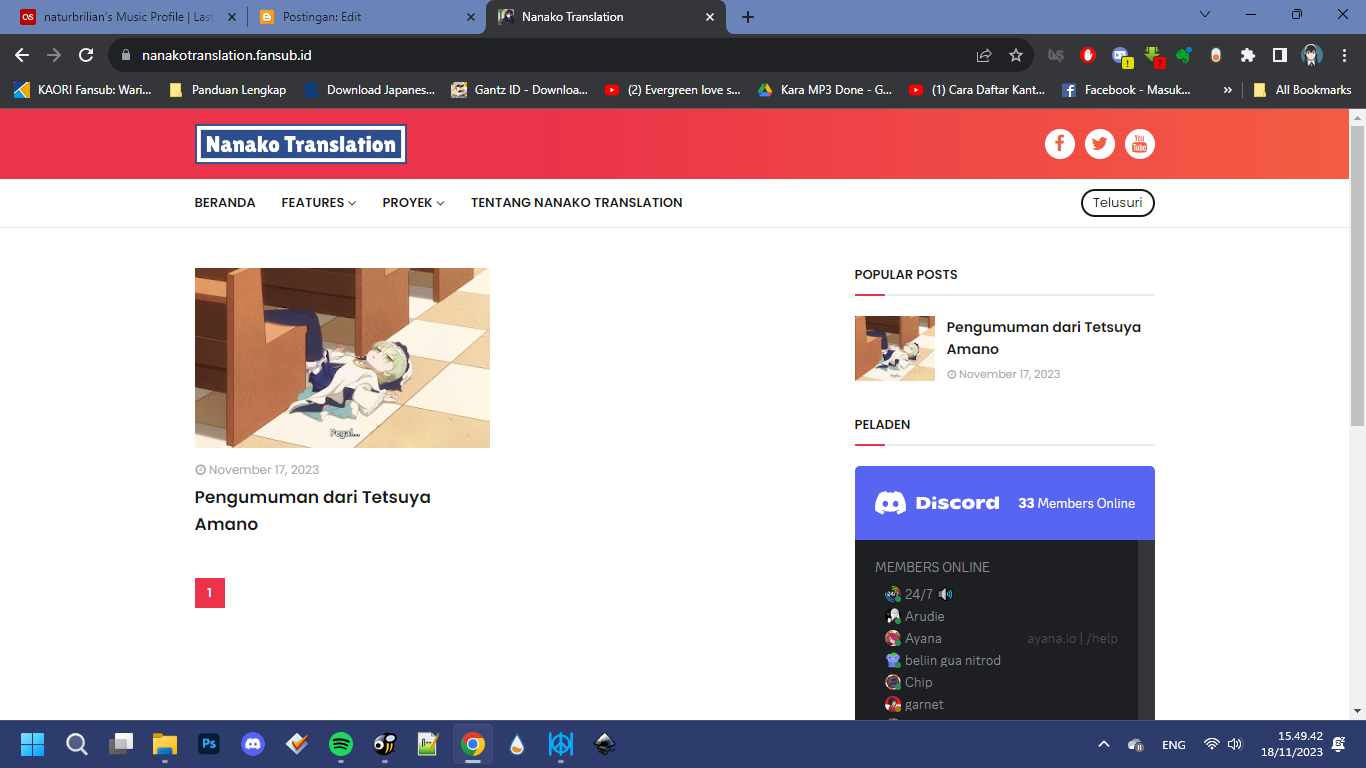 naturbrilian's Music Profile | Last
Postingan: Edit
Nanako Translation
nanakotranslation.fansub.id
KAORI Fansub: Wari...
Panduan Lengkap
Download Japanes...
Gantz ID - Downloa...
(2) Evergreen love s...
Kara MP3 Done - G...
(1) Cara Daftar Kant...
Facebook - Masuk...
»
All Bookmarks
Nanako Translation
You
Tube
BERANDA
FEATURES
PROYEK
TENTANG NANAKO TRANSLATION
Telusuri
Pegal...
November 17, 2023
Pengumuman dari Tetsuya
Amano
1
POPULAR POSTS
Pengumuman dari Tetsuya
Amano
November 17, 2023
PELADEN
Discord
33 Members Online
MEMBERS ONLINE
24/7
Arudie
Ayana
ayana.io | /help
beliin gua nitrod
Chip
garnet
Ps
ENG
15.49.42
18/11/2023